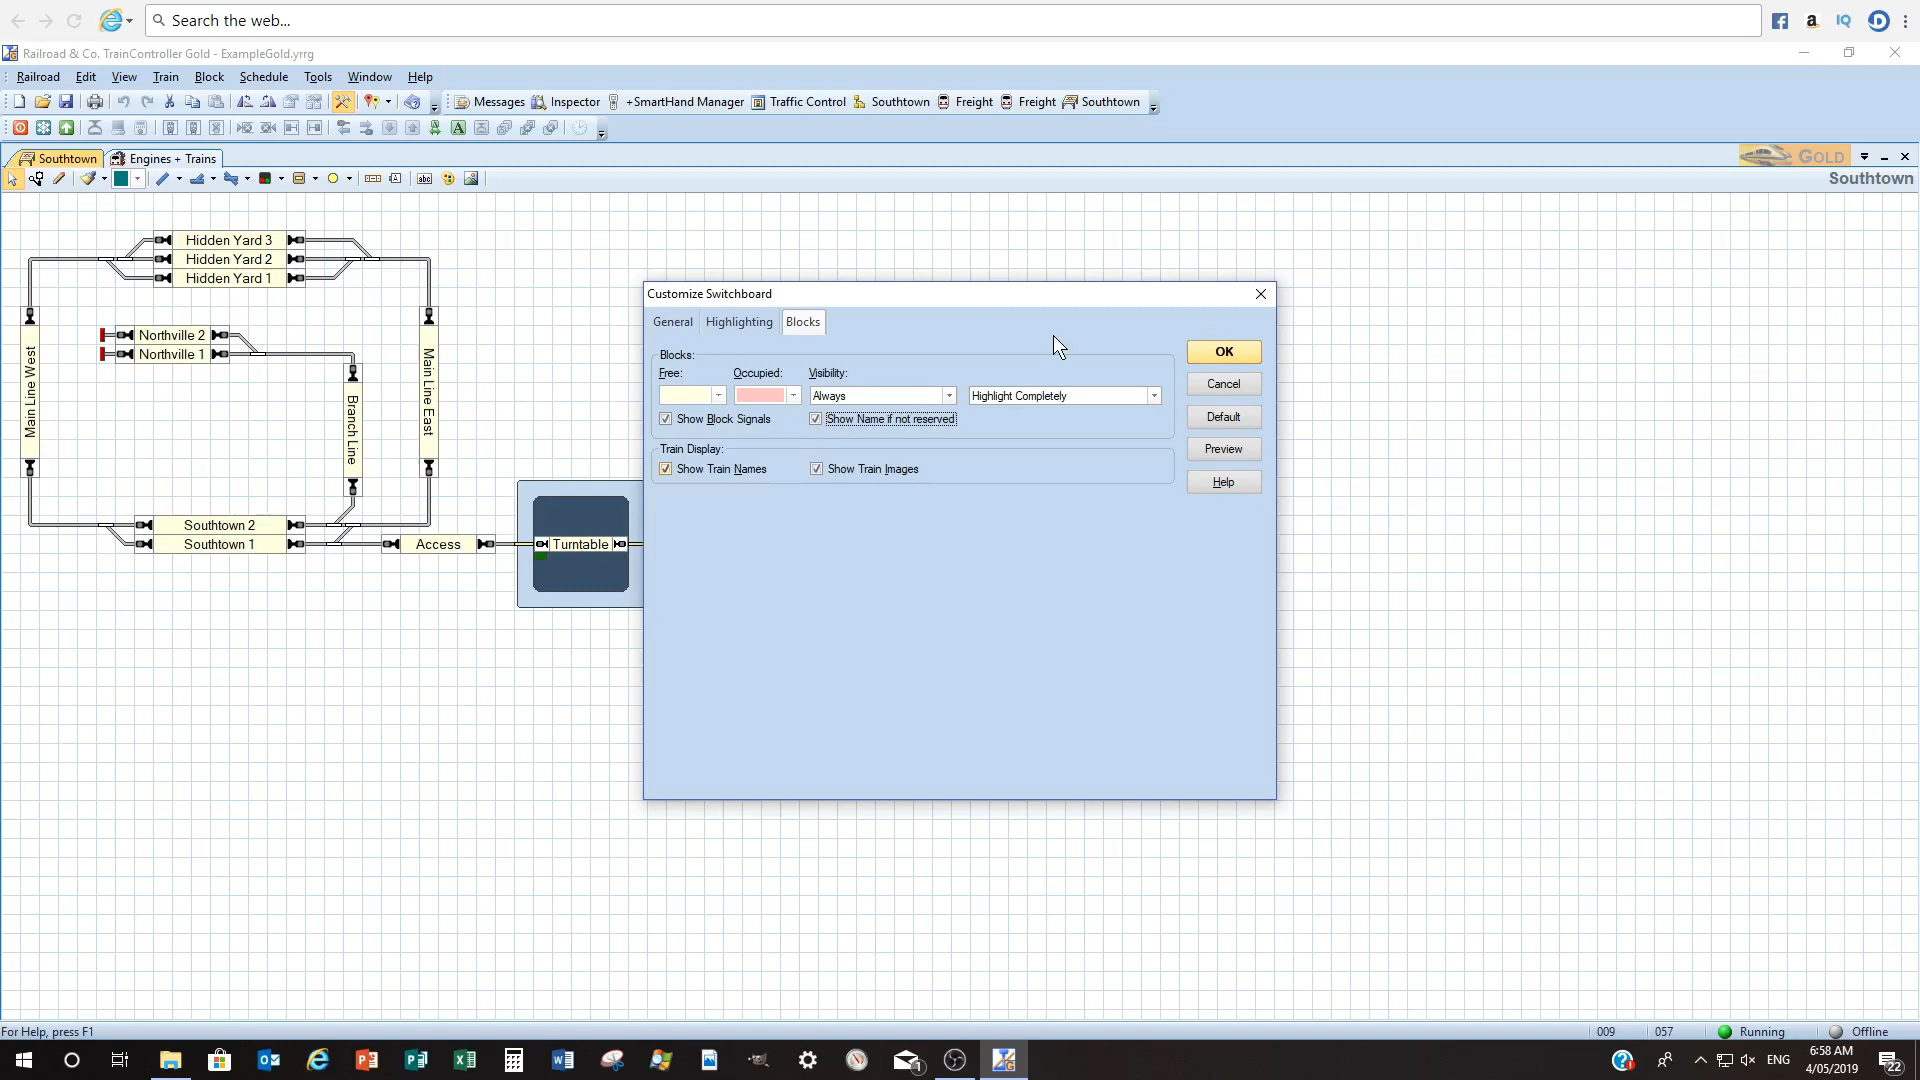 Search the web...
IQ
Railroad & Co. TrainController Gold - ExampleGold.yrrg
Railroad Edit View Train Block Schedule Tools Window Help
Messages Inspector +SmartHand Manager Traffic Control Southtown Freight Freight Southtown
Southtown Engines + Trains
GOLD
abc
Southtown
Hidden Yard 3
Hidden Yard 2
Hidden Yard 1
Northville 2
Northville 1
Main Line West
Branch Line
Main Line East
Southtown 2
Southtown 1
Access
Turntable
Customize Switchboard
General Highlighting Blocks
Blocks:
Free: Occupied: Visibility:
Always Highlight Completely
Show Block Signals Show Name if not reserved
Train Display:
Show Train Names Show Train Images
OK
Cancel
Default
Preview
Help
For Help, press F1
009 057 Running Offline
ENG
6:58 AM
4/05/2019
22